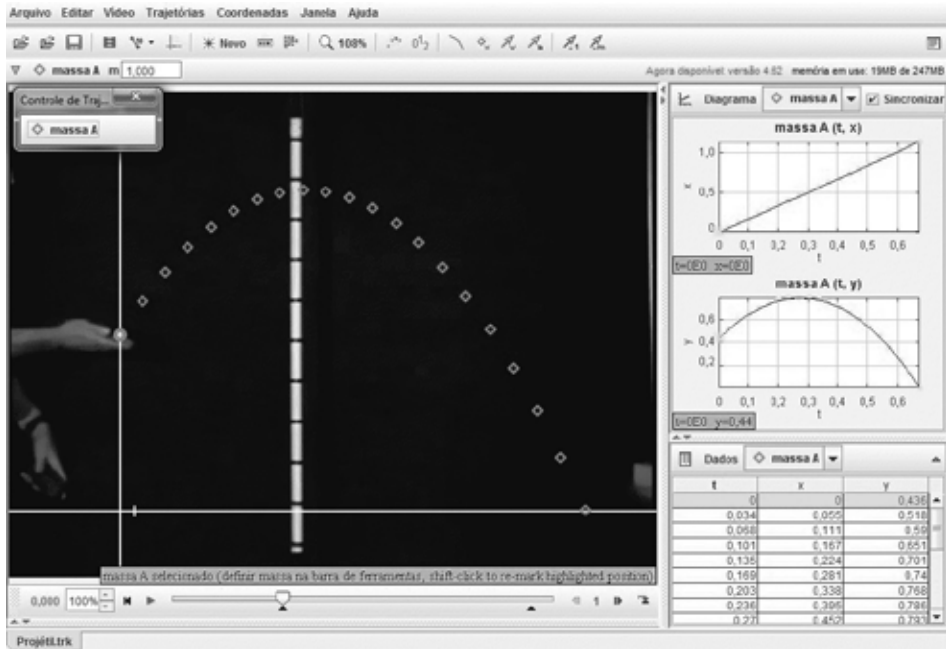 Arquivo Editar Vídeo Trajetórias Coordenadas Janela Ajuda
Novo 108%
massa A m 1,000
Agora disponível versão 4.62 memória em use: 19MB de 247MB
Controle de Traj...
massa A
Diagrama massa A Sincronizar
massa A (t, x)
1,0
x 0,5
0
0 0,1 0,2 0,3 0,4 0,5 0,6
t
t=0E0 x=0E0
massa A (t, y)
0,6
y 0,4
0,2
0 0,1 0,2 0,3 0,4 0,5 0,6
t
t=0E0 y=0,44
Dados massa A
t x y
0 0 0,436
0,034 0,055 0,518
0,068 0,111 0,59
0,101 0,167 0,651
0,135 0,224 0,701
0,169 0,281 0,74
0,203 0,338 0,768
0,236 0,395 0,786
0,27 0,452 0,793
massa A selecionado (definir massa na barra de ferramentas, shift-click to re-mark highlighted position)
0,000 100% 1
Projétil.trk